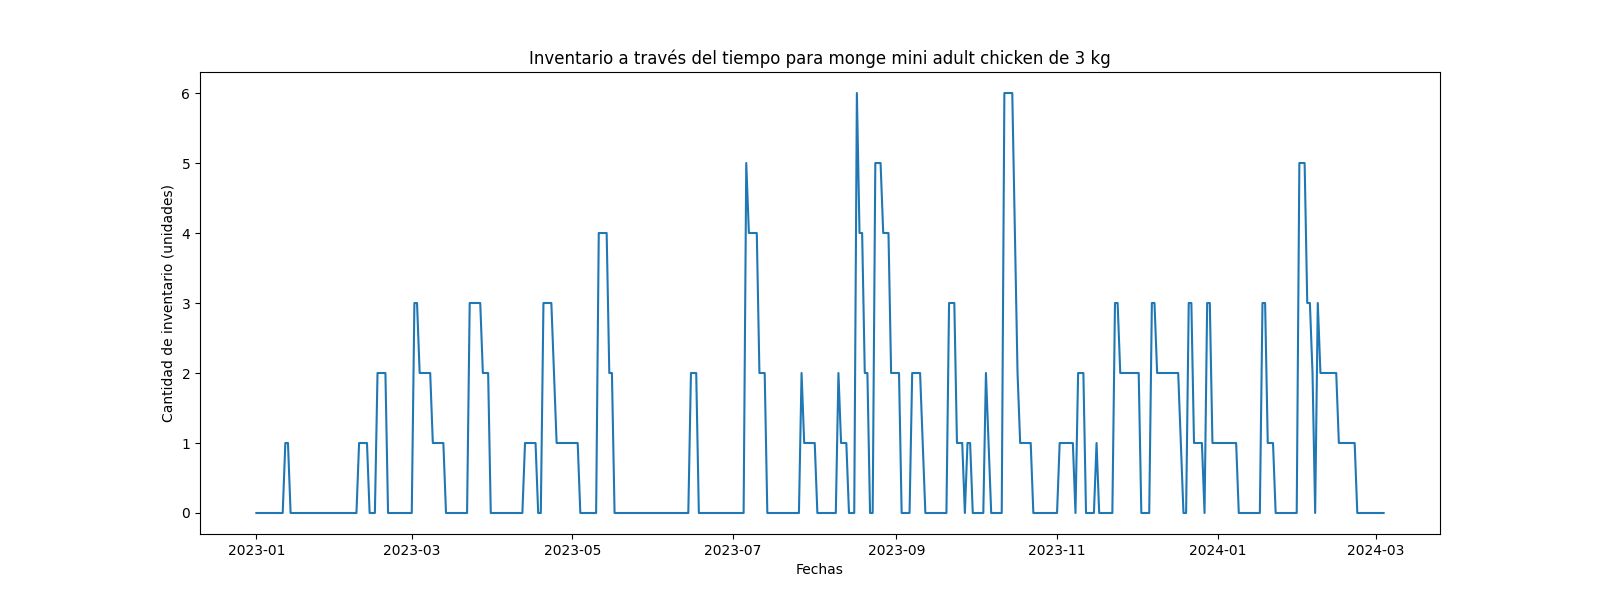 Inventario a través del tiempo para monge mini adult chicken de 3 kg
Cantidad de inventario (unidades)
6
5
4
3
2
1
0
2023-01 2023-03 2023-05 2023-07 2023-09 2023-11 2024-01 2024-03
Fechas